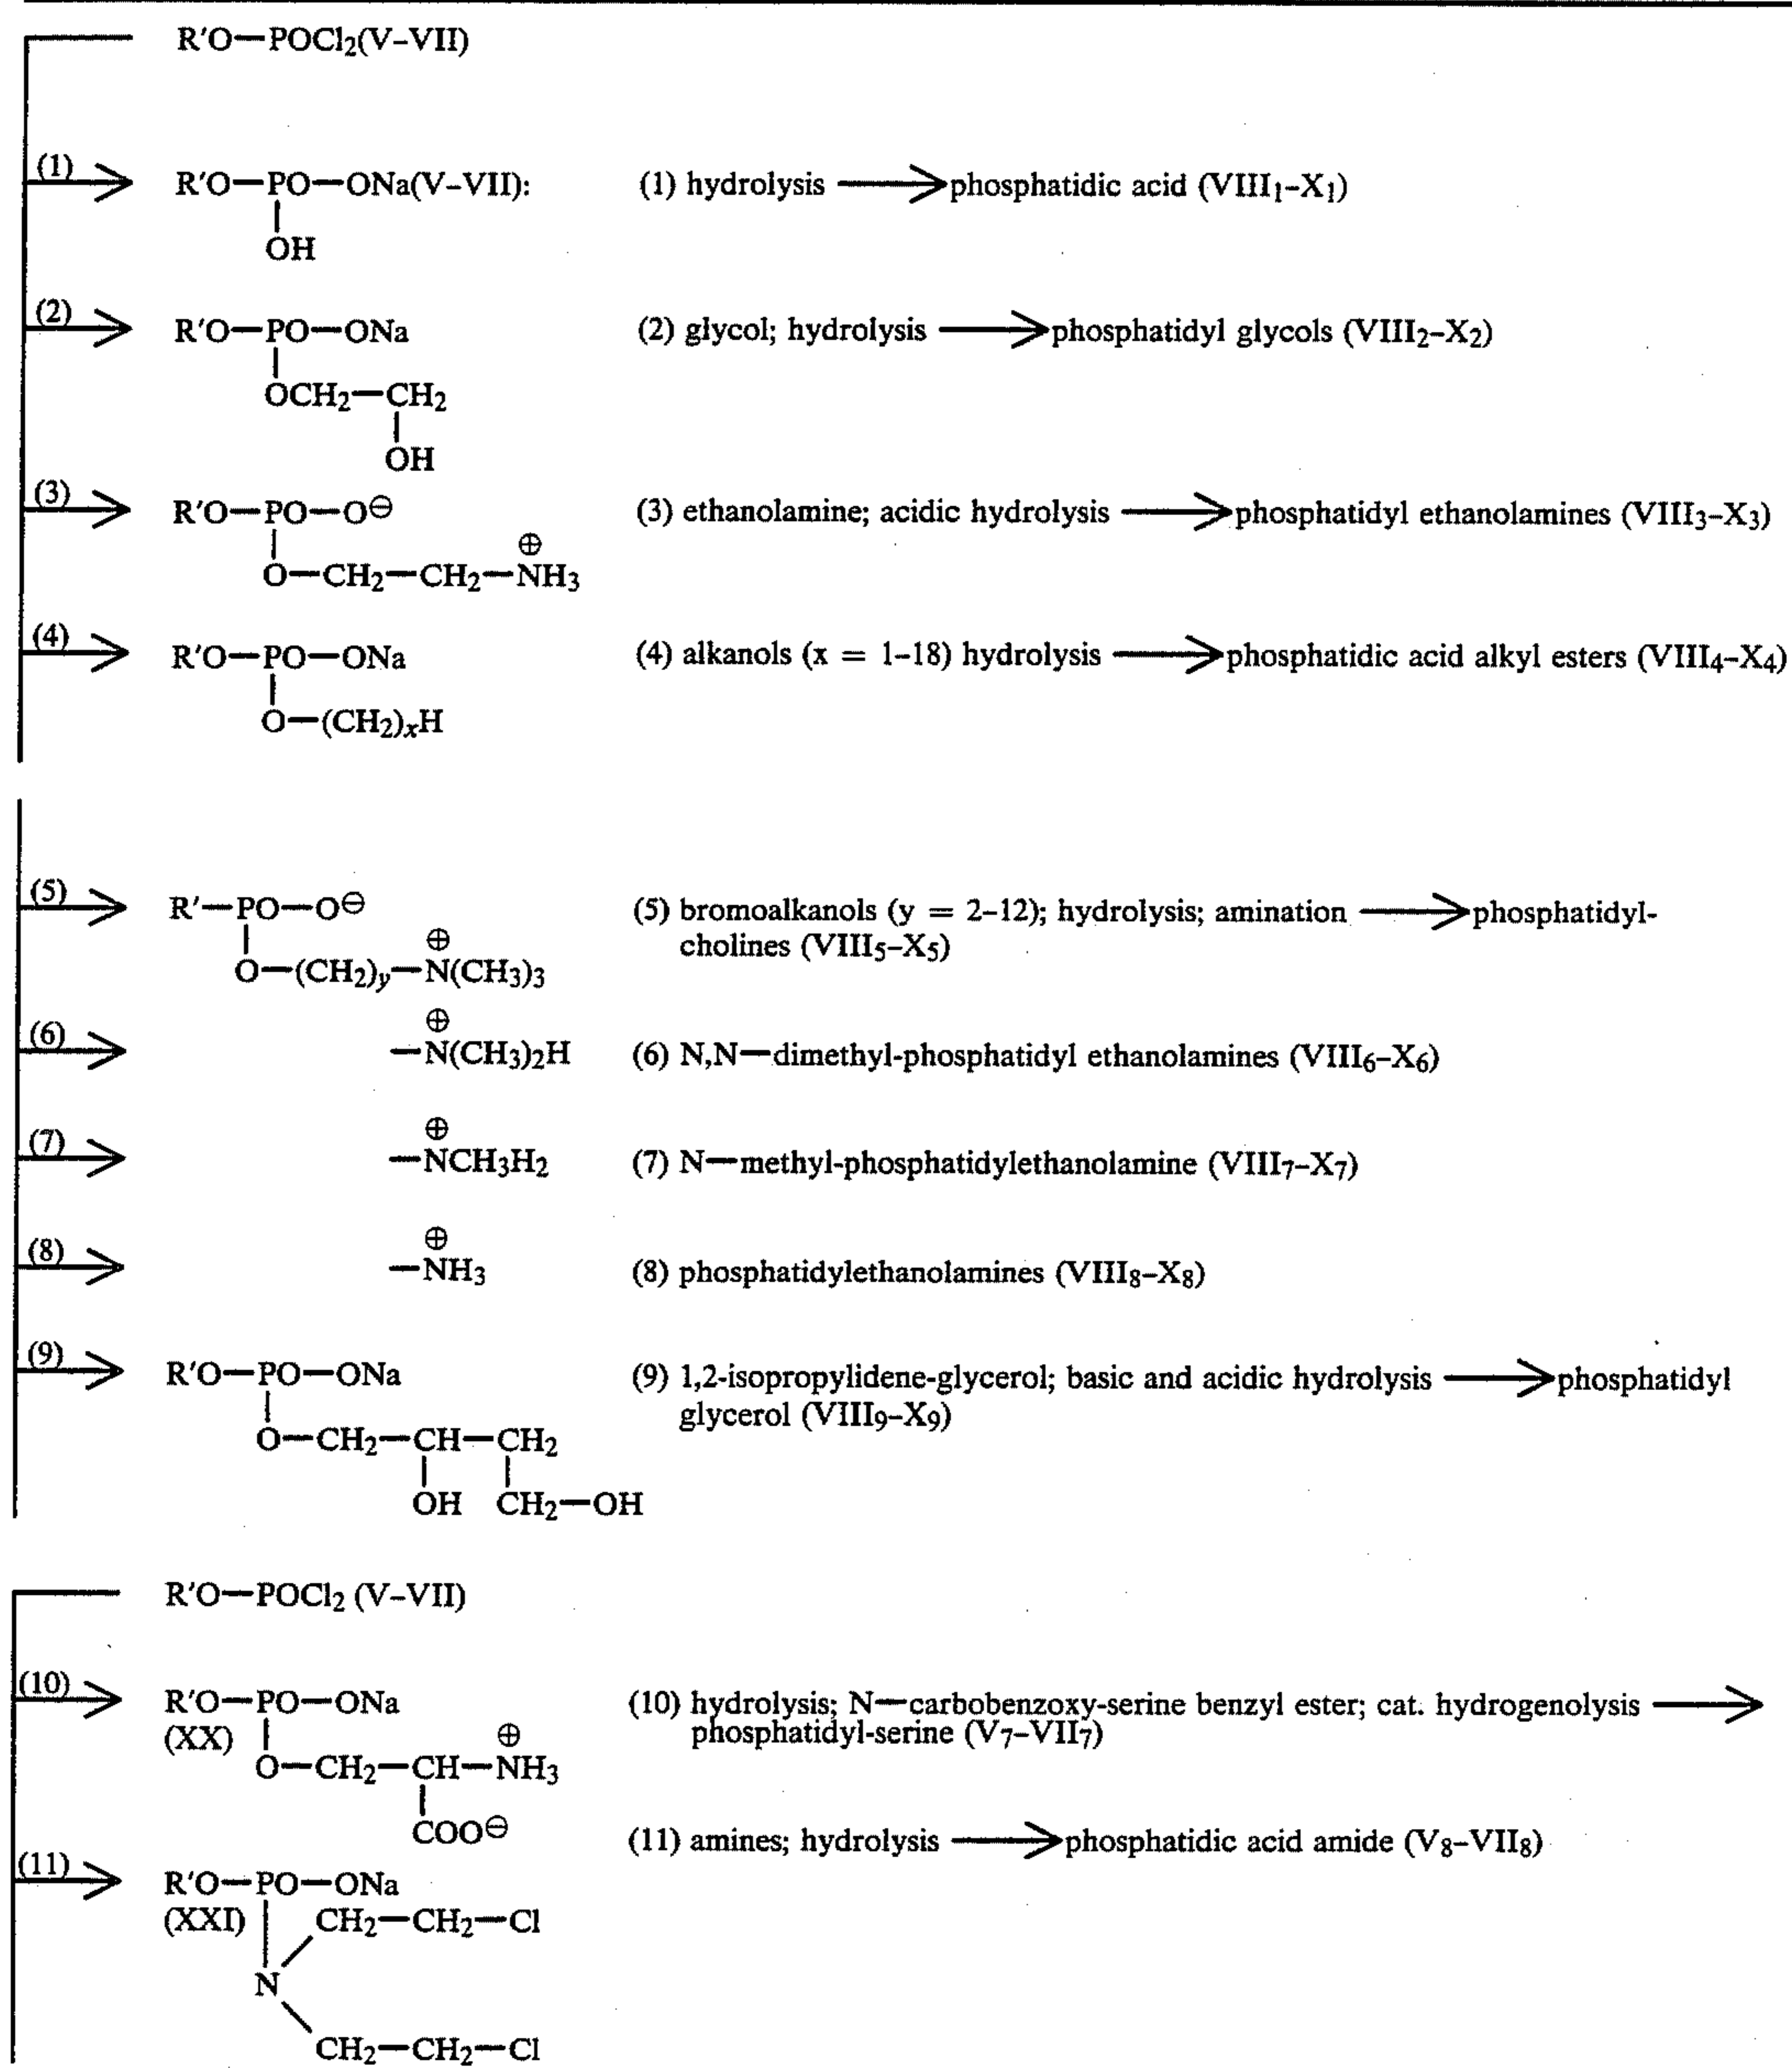 R'O—POCl₂(V–VII)
(1) R'O—PO—ONa(V–VII): (1) hydrolysis ⟶ phosphatidic acid (VIII₁–X₁)
OH
(2) R'O—PO—ONa (2) glycol; hydrolysis ⟶ phosphatidyl glycols (VIII₂–X₂)
OCH₂—CH₂
OH
(3) R'O—PO—O⊖ (3) ethanolamine; acidic hydrolysis ⟶ phosphatidyl ethanolamines (VIII₃–X₃)
⊕
O—CH₂—CH₂—NH₃
(4) R'O—PO—ONa (4) alkanols (x = 1–18) hydrolysis ⟶ phosphatidic acid alkyl esters (VIII₄–X₄)
O—(CH₂)ₓH
(5) R'—PO—O⊖ (5) bromoalkanols (y = 2–12); hydrolysis; amination ⟶ phosphatidyl-
⊕ cholines (VIII₅–X₅)
O—(CH₂)y—N(CH₃)₃
⊕
(6) —N(CH₃)₂H (6) N,N—dimethyl-phosphatidyl ethanolamines (VIII₆–X₆)
⊕
(7) —NCH₃H₂ (7) N—methyl-phosphatidylethanolamine (VIII₇–X₇)
⊕
(8) —NH₃ (8) phosphatidylethanolamines (VIII₈–X₈)
(9) R'O—PO—ONa (9) 1,2-isopropylidene-glycerol; basic and acidic hydrolysis ⟶ phosphatidyl
glycerol (VIII₉–X₉)
O—CH₂—CH—CH₂
OH CH₂—OH
R'O—POCl₂ (V–VII)
(10) R'O—PO—ONa (10) hydrolysis; N—carbobenzoxy-serine benzyl ester; cat. hydrogenolysis ⟶
(XX) ⊕ phosphatidyl-serine (V₇–VII₇)
O—CH₂—CH—NH₃
COO⊖ (11) amines; hydrolysis ⟶ phosphatidic acid amide (V₈–VII₈)
(11) R'O—PO—ONa
(XXI) CH₂—CH₂—Cl
N
CH₂—CH₂—Cl